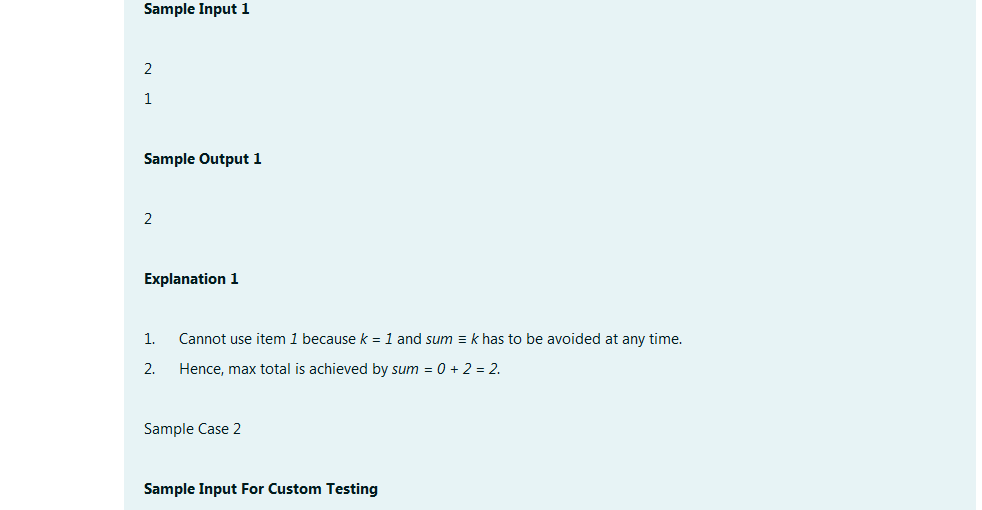 Sample Input 1
2
1
Sample Output 1
2
Explanation 1
1. Cannot use item 1 because k = 1 and sum ≡ k has to be avoided at any time.
2. Hence, max total is achieved by sum = 0 + 2 = 2.
Sample Case 2
Sample Input For Custom Testing